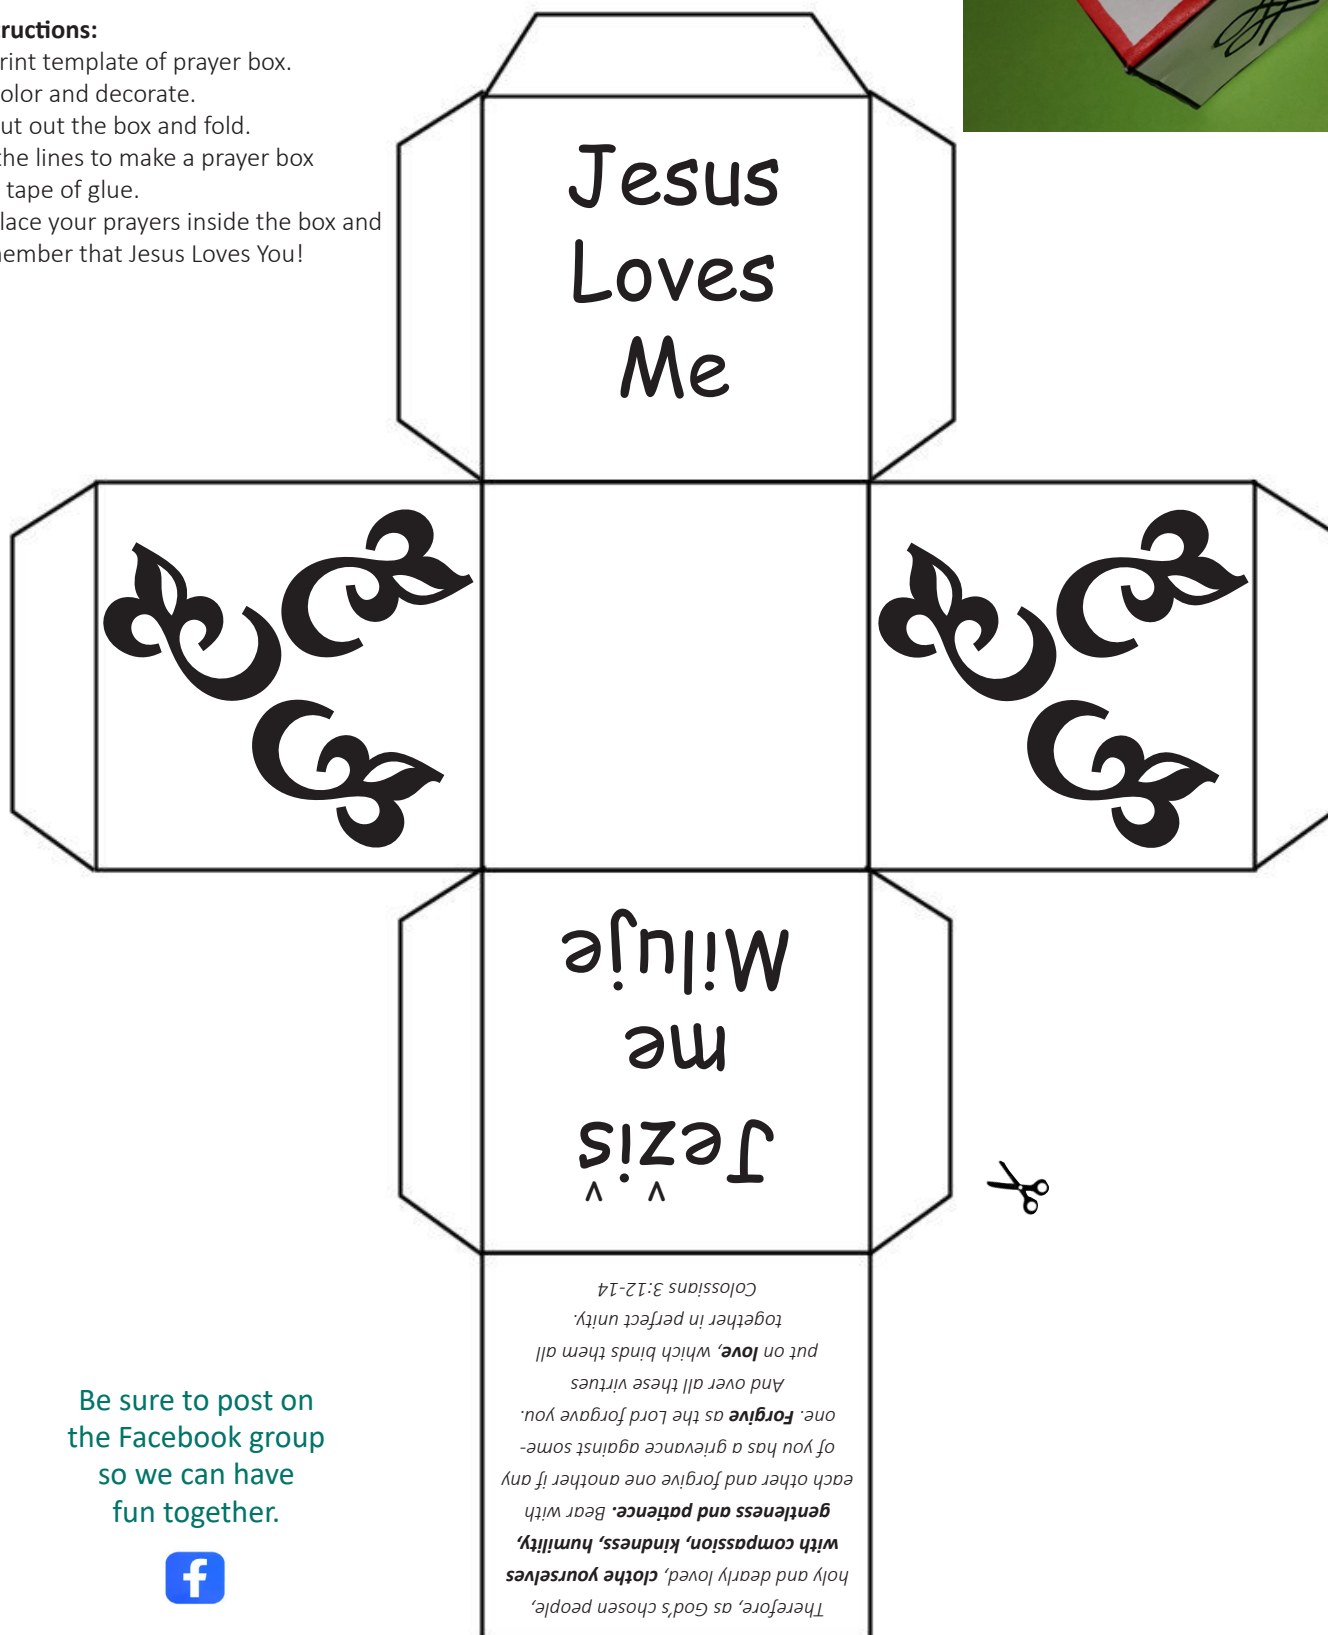 ructions:
rint template of prayer box.
olor and decorate.
ut out the box and fold.
the lines to make a prayer box
tape of glue.
lace your prayers inside the box and
ember that Jesus Loves You!
Jesus
Loves
Me
Ježiš
me
Miluje
Therefore, as God's chosen people,
holy and dearly loved, clothe yourselves
with compassion, kindness, humility,
gentleness and patience. Bear with
each other and forgive one another if any
of you has a grievance against some-
one. Forgive as the Lord forgave you.
And over all these virtues
put on love, which binds them all
together in perfect unity.
Colossians 3:12-14
Be sure to post on
the Facebook group
so we can have
fun together.
f